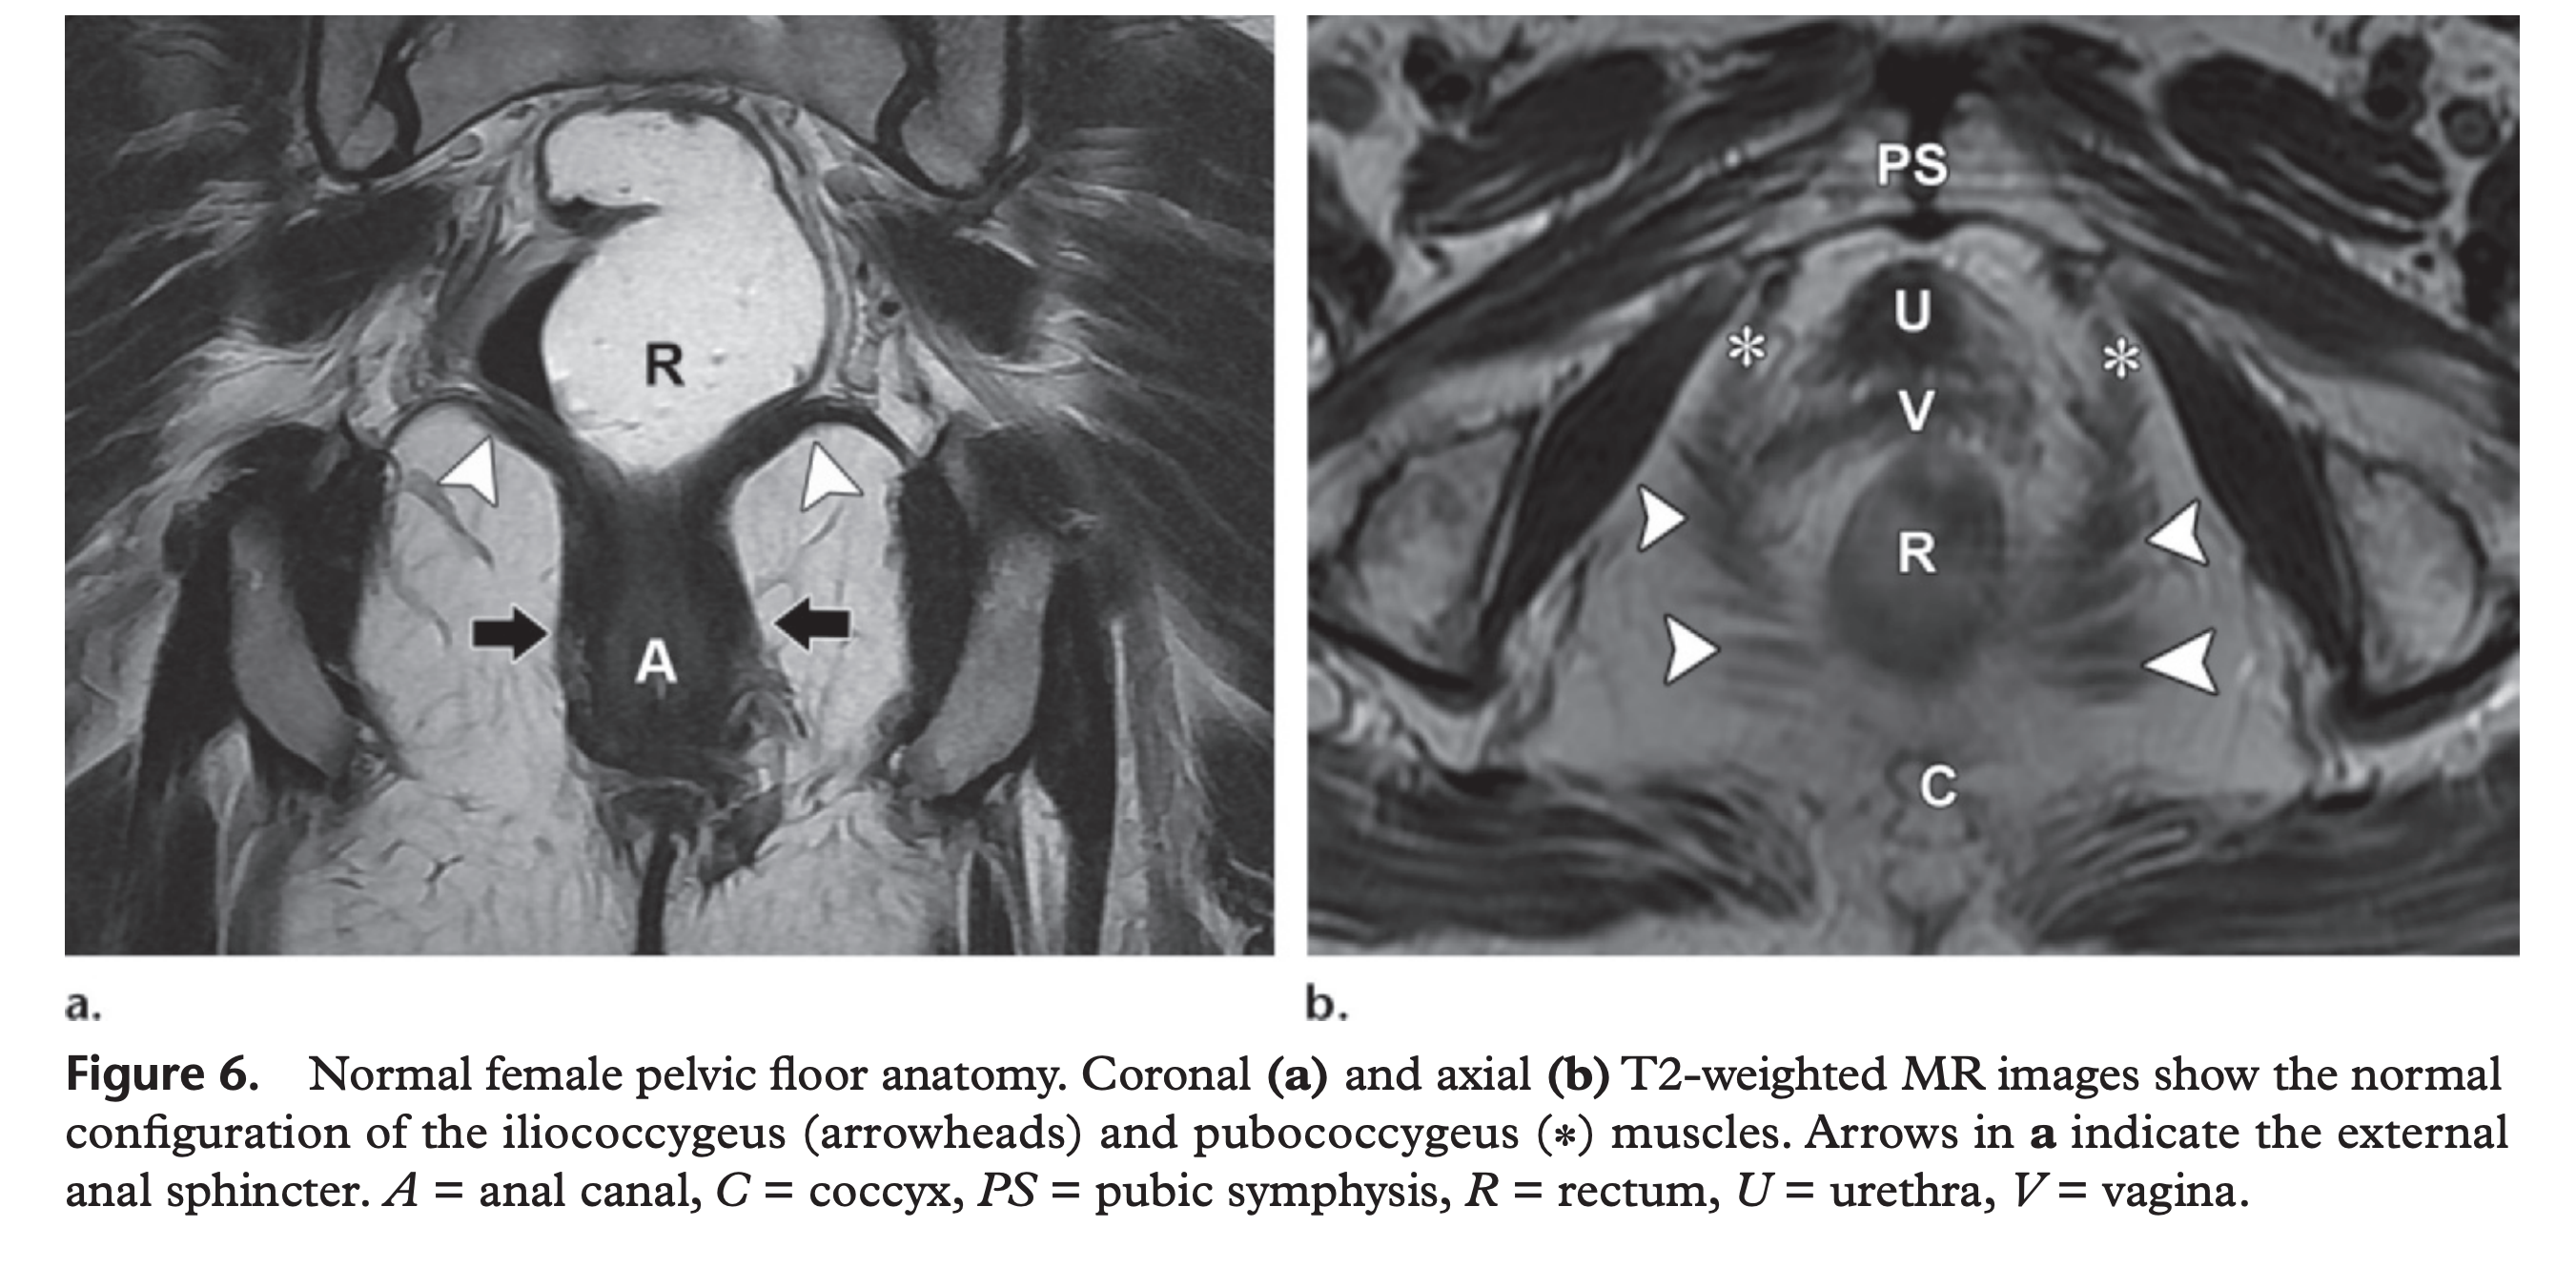 R
A
PS
U
*
*
V
R
C
a.
b.
Figure 6. Normal female pelvic floor anatomy. Coronal (a) and axial (b) T2-weighted MR images show the normal
configuration of the iliococcygeus (arrowheads) and pubococcygeus (*) muscles. Arrows in a indicate the external
anal sphincter. A = anal canal, C = coccyx, PS = pubic symphysis, R = rectum, U = urethra, V = vagina.